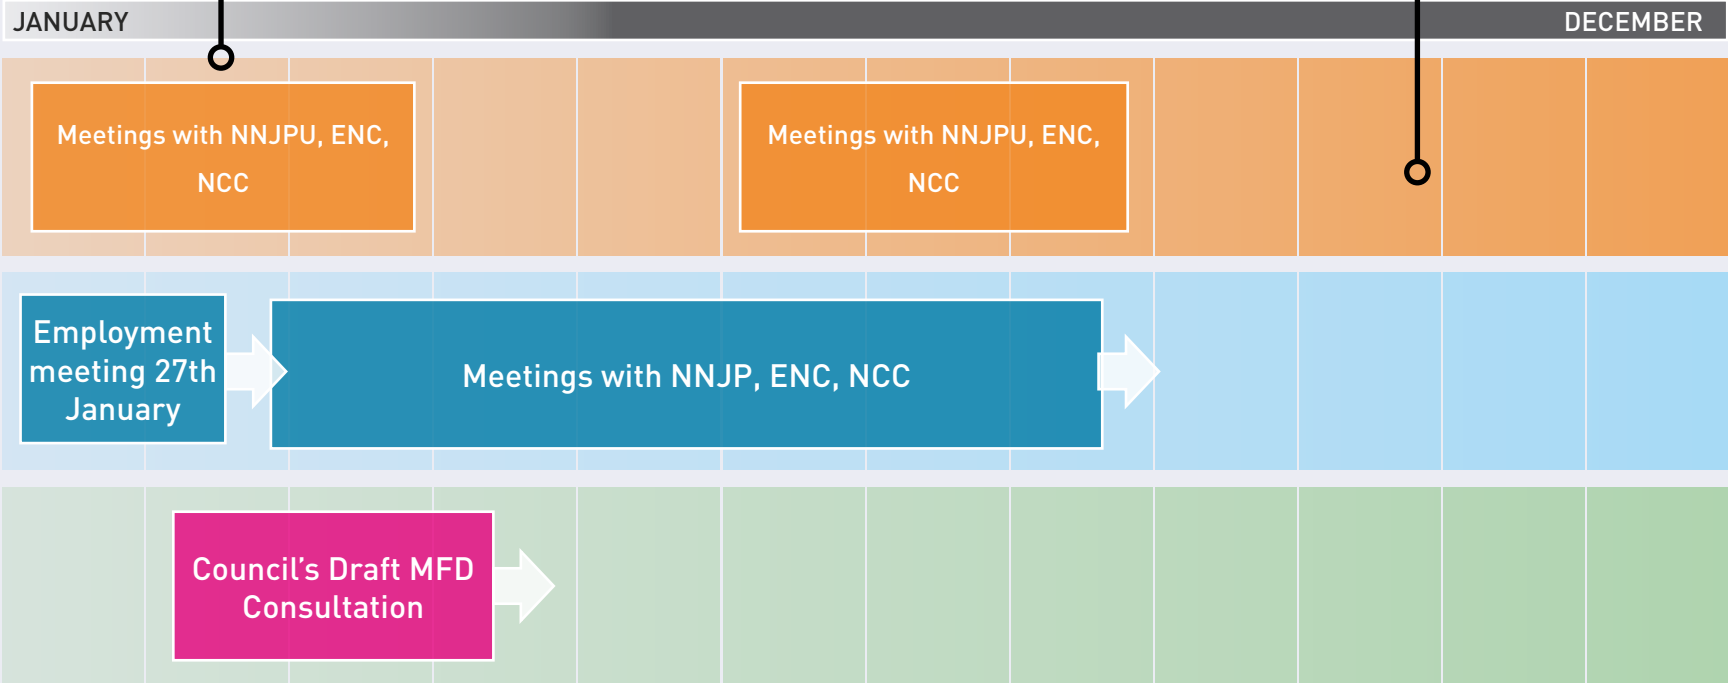 JANUARY
DECEMBER
Meetings with NNJPU, ENC,
NCC
Meetings with NNJPU, ENC,
NCC
Employment
meeting 27th
January
Meetings with NNJP, ENC, NCC
Council’s Draft MFD
Consultation